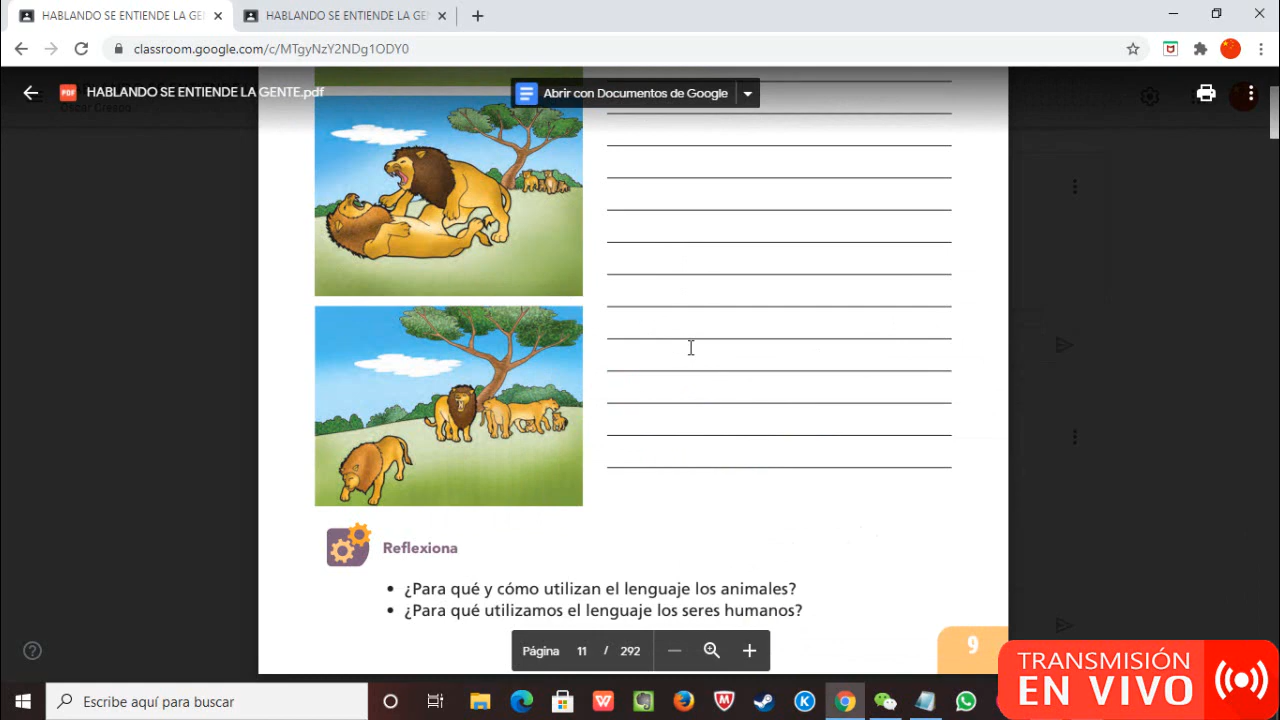 HABLANDO SE ENTIENDE LA GE
HABLANDO SE ENTIENDE LA GE
classroom.google.com/c/MTgyNzY2NDg1ODY0
HABLANDO SE ENTIENDE LA GENTE.pdf
Abrir con Documentos de Google
Reflexiona
• ¿Para qué y cómo utilizan el lenguaje los animales?
• ¿Para qué utilizamos el lenguaje los seres humanos?
9
Página 11 / 292
TRANSMISIÓN
EN VIVO
Escribe aquí para buscar